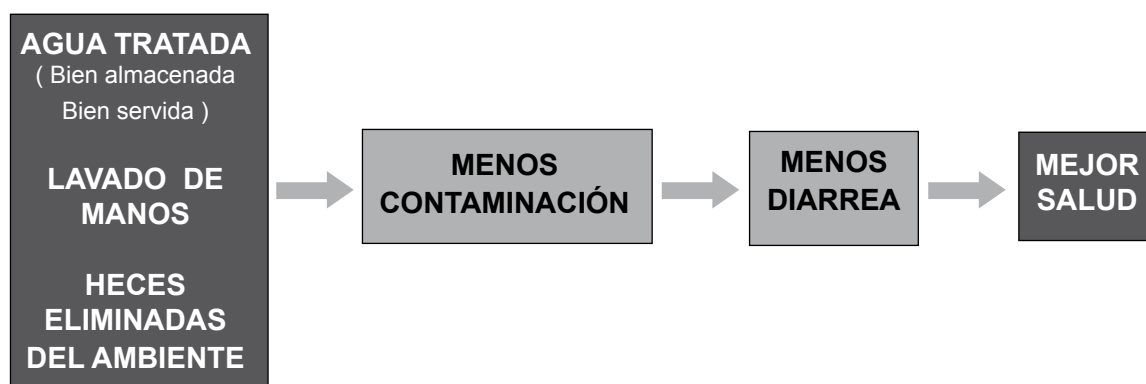 AGUA TRATADA
( Bien almacenada
Bien servida )
LAVADO DE
MANOS
HECES
ELIMINADAS
DEL AMBIENTE
MENOS
CONTAMINACIÓN
MENOS
DIARREA
MEJOR
SALUD